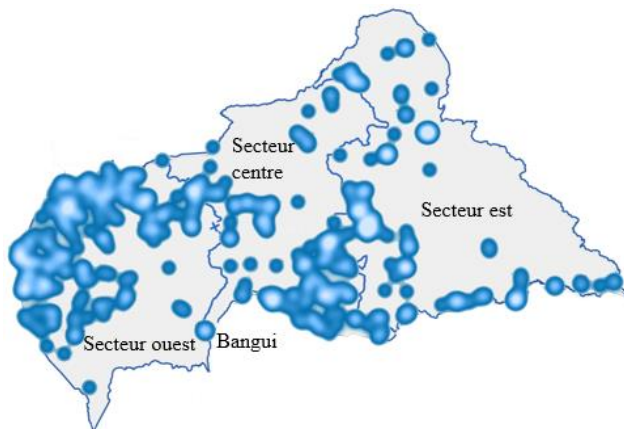 Secteur
centre
Secteur est
Secteur ouest
Bangui